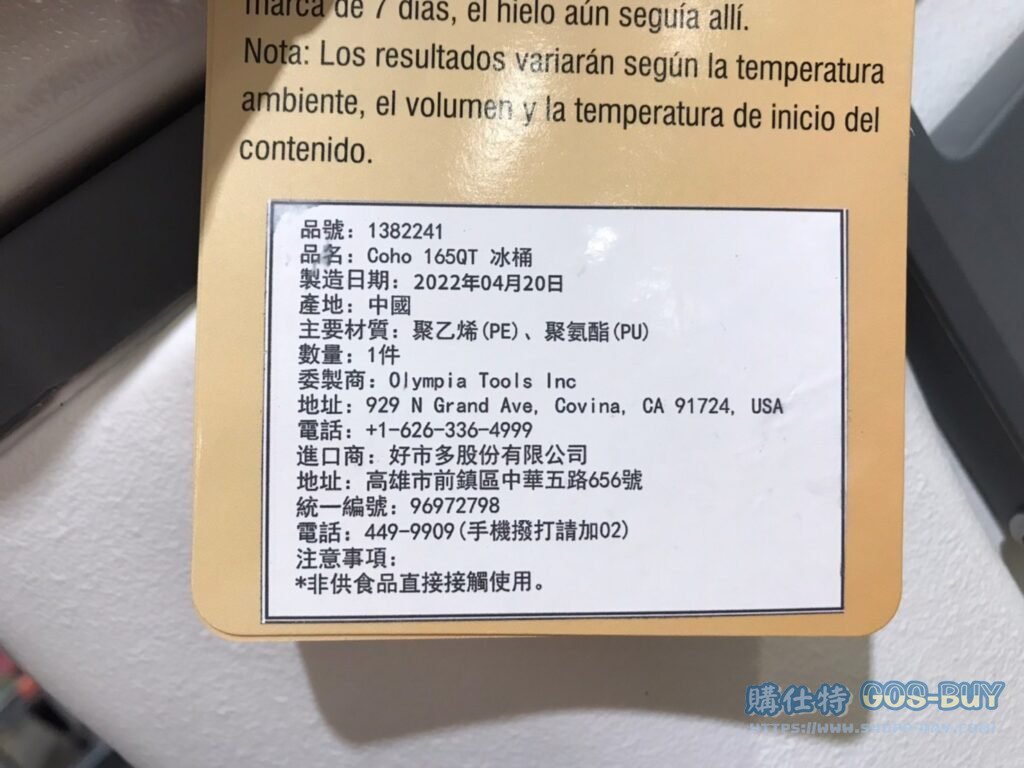 marca de 7 días, el hielo aún seguía allí.
Nota: Los resultados variarán según la temperatura
ambiente, el volumen y la temperatura de inicio del
contenido.
品號：1382241
品名：Coho 165QT 冰桶
製造日期：2022年04月20日
產地：中國
主要材質：聚乙烯(PE)、聚氨酯(PU)
數量：1件
委製商：Olympia Tools Inc
地址：929 N Grand Ave, Covina, CA 91724, USA
電話：+1-626-336-4999
進口商：好市多股份有限公司
地址：高雄市前鎮區中華五路656號
統一編號：96972798
電話：449-9909(手機撥打請加02)
注意事項：
*非供食品直接接觸使用。
購仕特 GOS-BUY